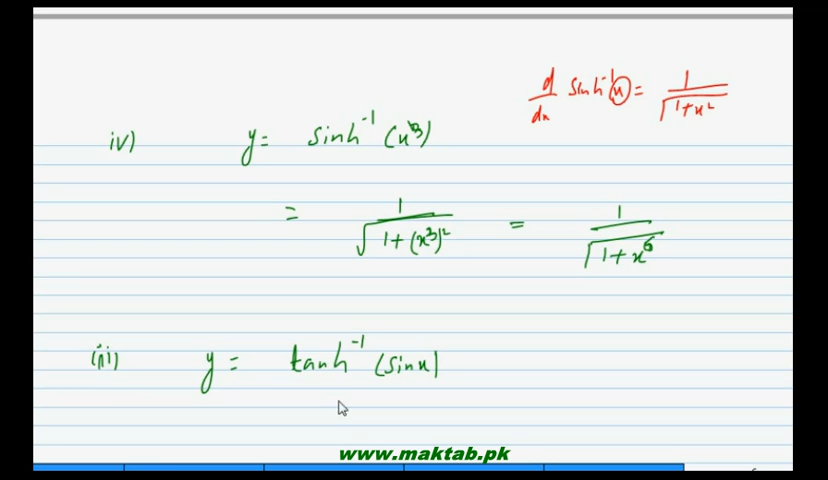 d/dx sinh⁻¹(x) = 1/√(1+x²)
iv) y = sinh⁻¹(x³)
= 1/√(1+(x³)²) = 1/√(1+x⁶)
(iii) y = tanh⁻¹(sinx)
www.maktab.pk